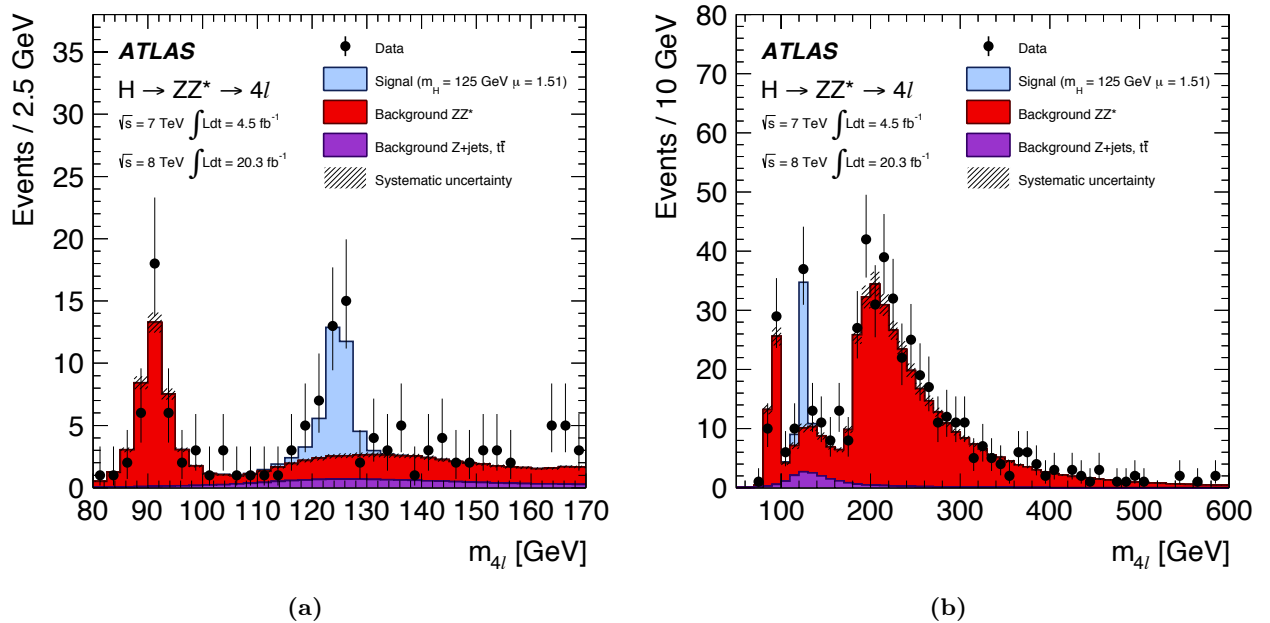 Events / 2.5 GeV
35
30
25
20
15
10
5
0
ATLAS
H → ZZ* → 4l
√s = 7 TeV ∫Ldt = 4.5 fb⁻¹
√s = 8 TeV ∫Ldt = 20.3 fb⁻¹
Data
Signal (m_H = 125 GeV μ = 1.51)
Background ZZ*
Background Z+jets, tt̄
Systematic uncertainty
80 90 100 110 120 130 140 150 160 170
m_4l [GeV]
(a)
Events / 10 GeV
80
70
60
50
40
30
20
10
0
ATLAS
H → ZZ* → 4l
√s = 7 TeV ∫Ldt = 4.5 fb⁻¹
√s = 8 TeV ∫Ldt = 20.3 fb⁻¹
Data
Signal (m_H = 125 GeV μ = 1.51)
Background ZZ*
Background Z+jets, tt̄
Systematic uncertainty
100 200 300 400 500 600
m_4l [GeV]
(b)